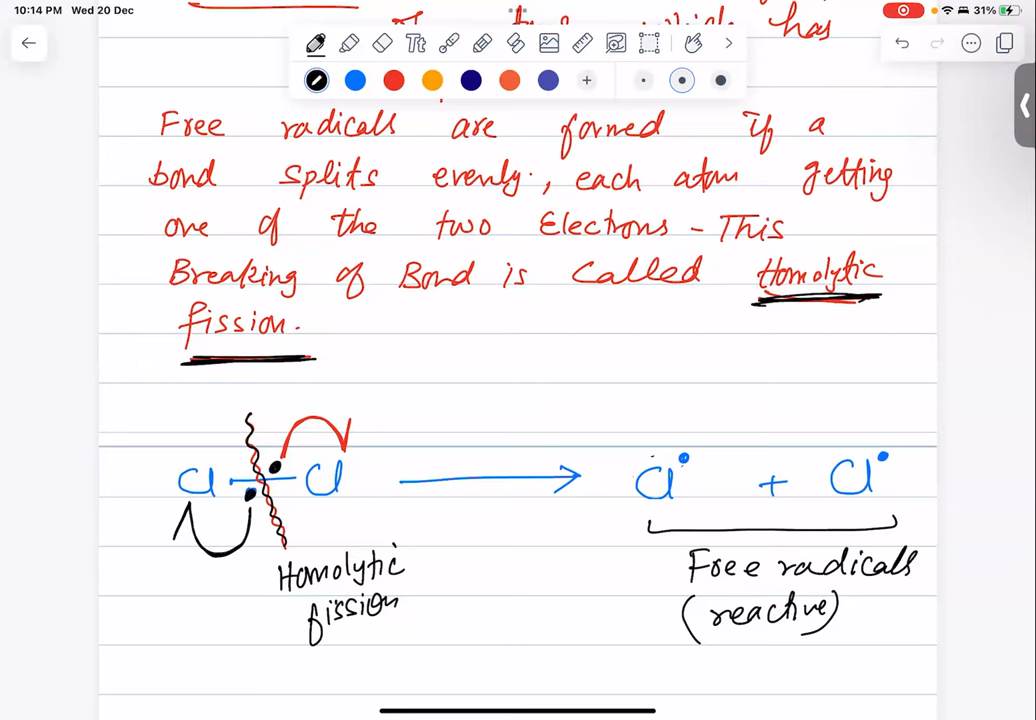 10:14 PM Wed 20 Dec
31%
has
Tt
Free radicals are formed if a
bond splits evenly, each atom getting
one of the two Electrons - This
Breaking of Bond is called Homolytic
fission.
Cl - Cl → Cl• + Cl•
Homolytic
fission
Free radicals
(reactive)